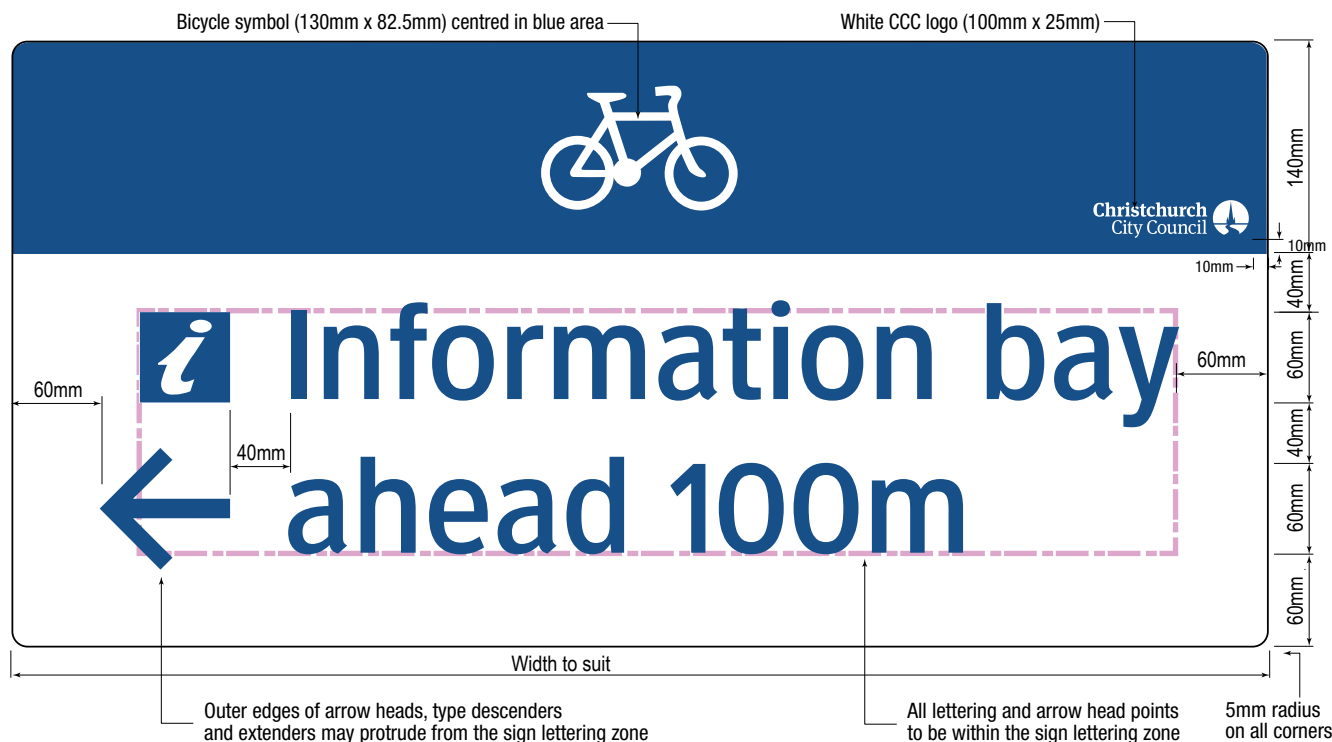 Bicycle symbol (130mm x 82.5mm) centred in blue area
White CCC logo (100mm x 25mm)
140mm
Christchurch
City Council
10mm
10mm
40mm
i Information bay
60mm
60mm
60mm
40mm
40mm
ahead 100m
60mm
60mm
Width to suit
Outer edges of arrow heads, type descenders
and extenders may protrude from the sign lettering zone
All lettering and arrow head points
to be within the sign lettering zone
5mm radius
on all corners